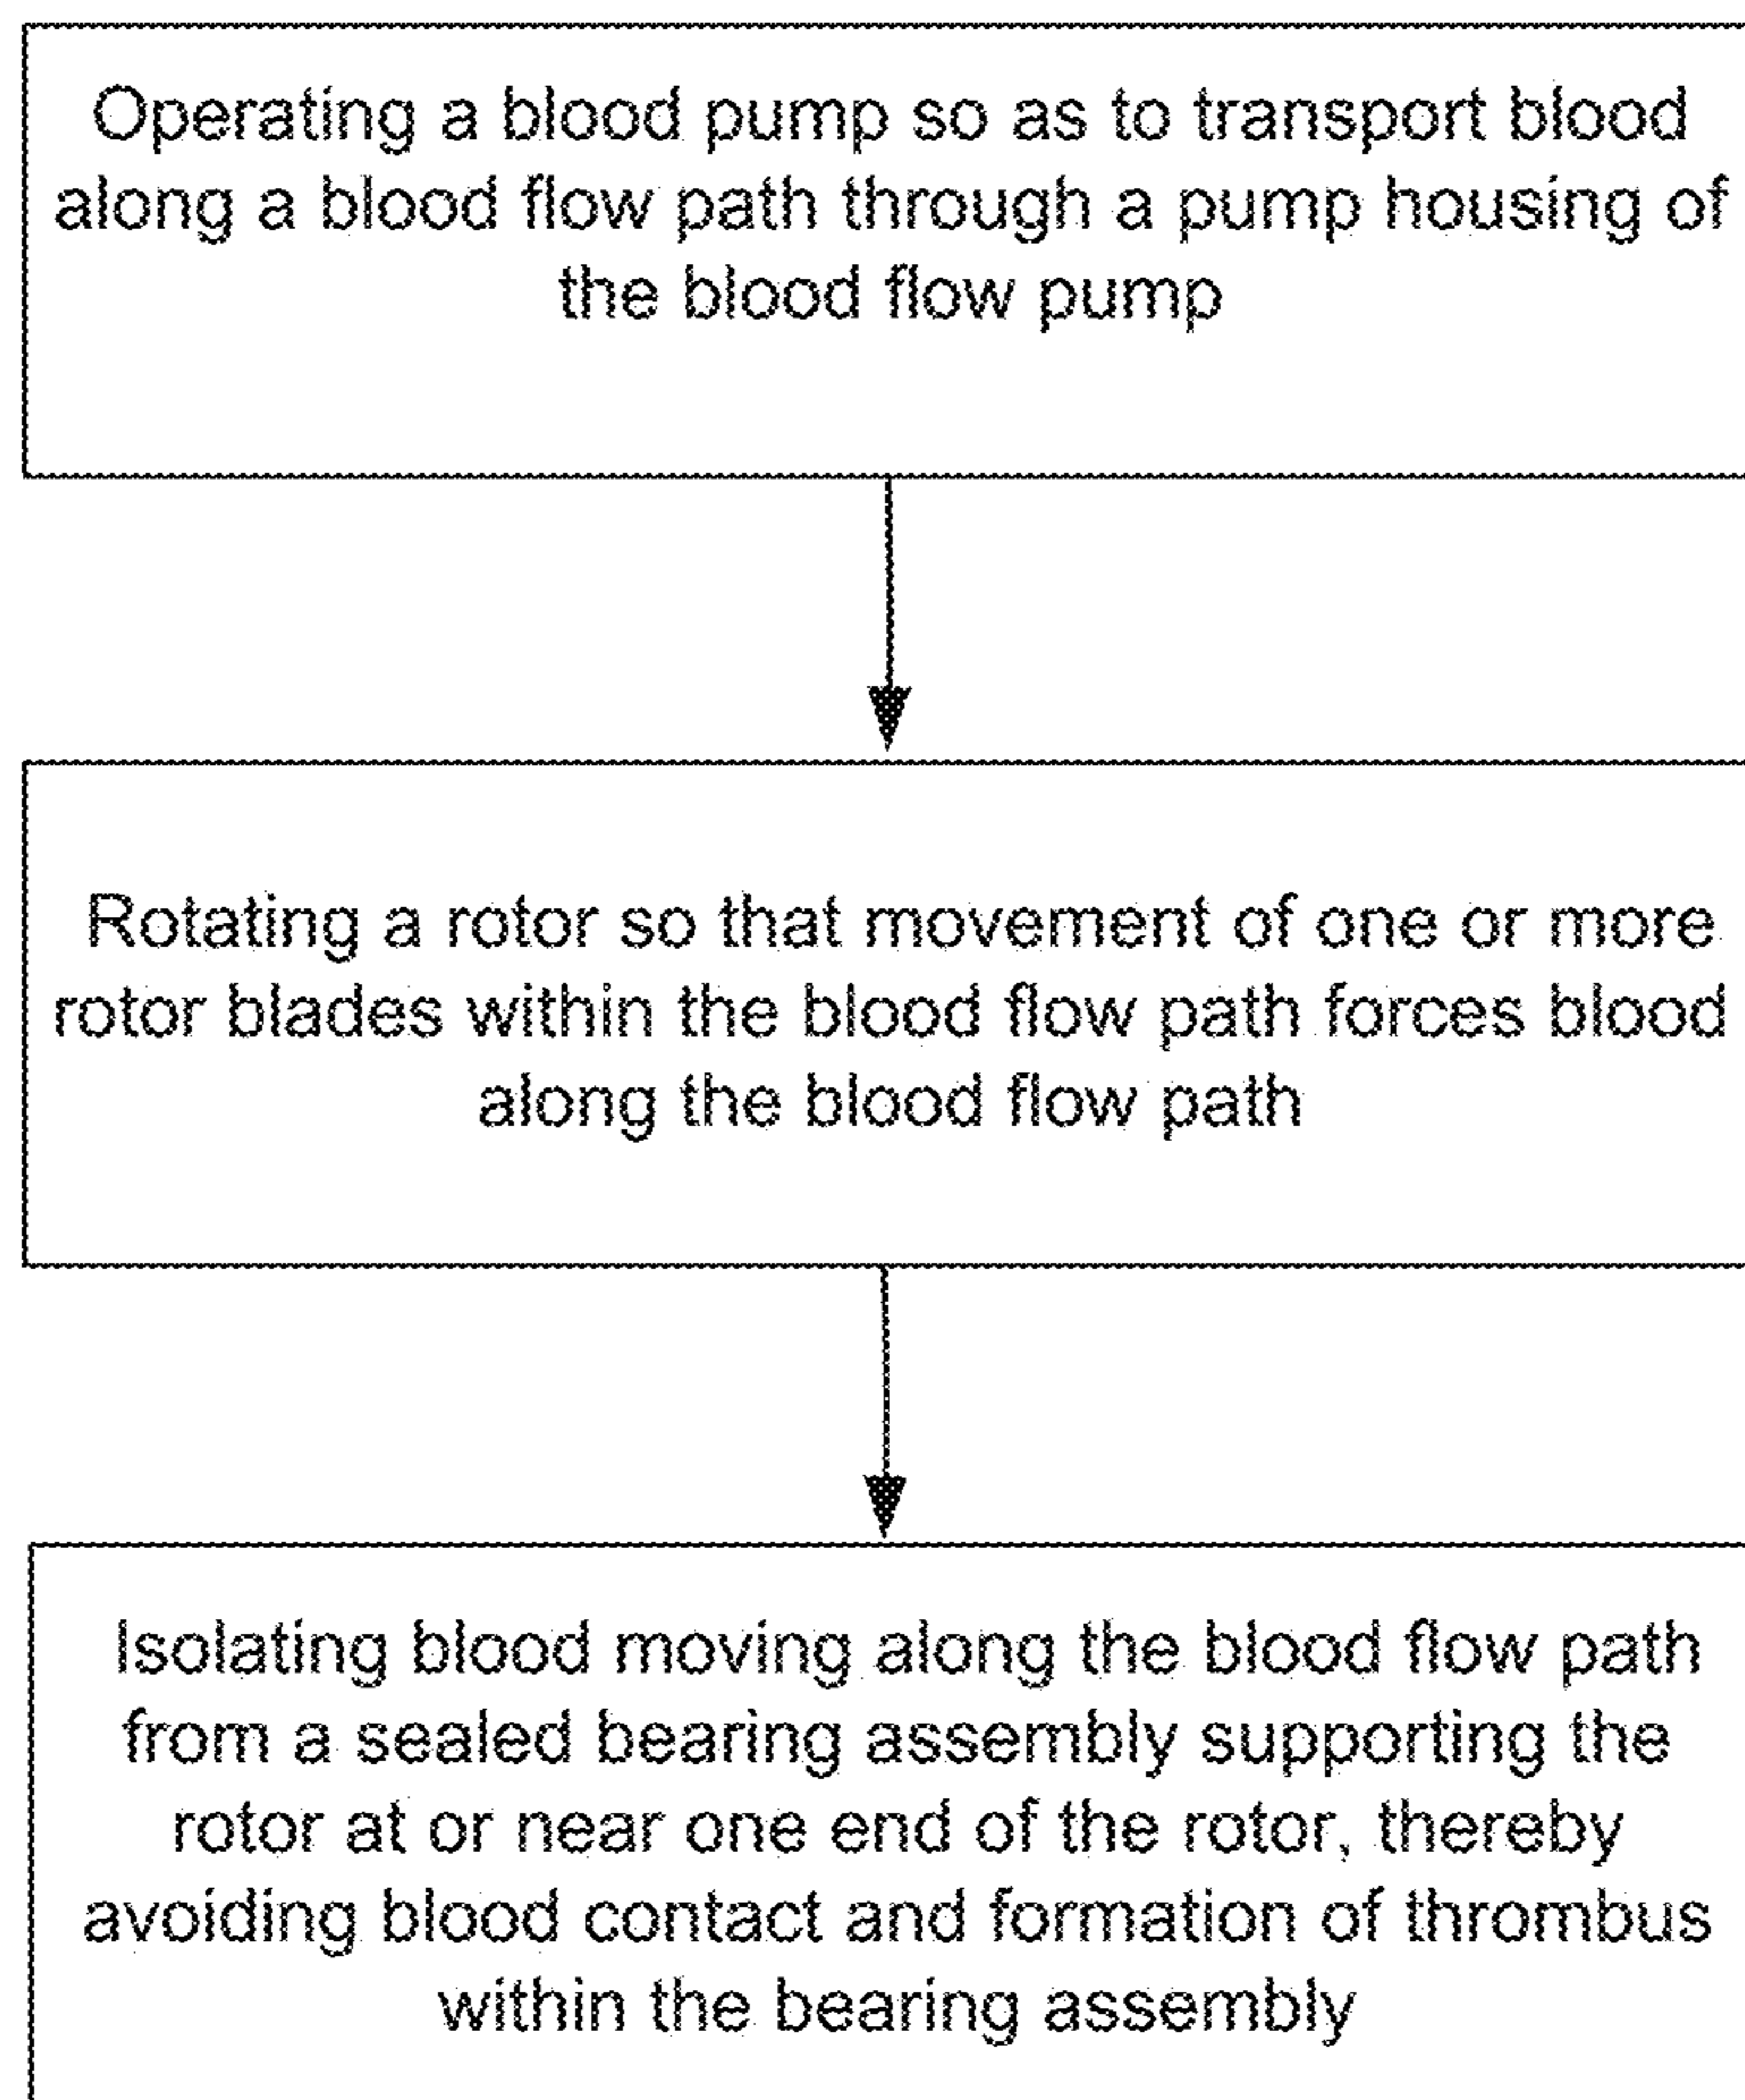 Operating a blood pump so as to transport blood
along a blood flow path through a pump housing of
the blood flow pump
Rotating a rotor so that movement of one or more
rotor blades within the blood flow path forces blood
along the blood flow path
Isolating blood moving along the blood flow path
from a sealed bearing assembly supporting the
rotor at or near one end of the rotor, thereby
avoiding blood contact and formation of thrombus
within the bearing assembly